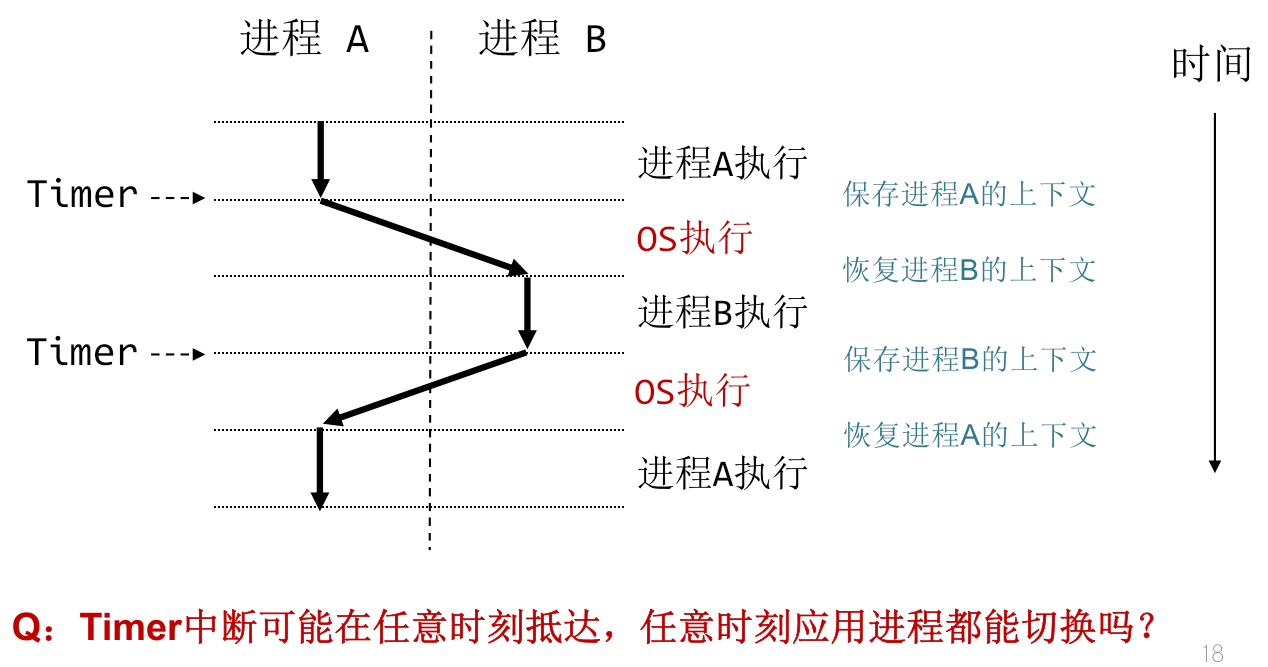 进程 A
进程 B
时间
进程A执行
Timer
保存进程A的上下文
OS执行
恢复进程B的上下文
进程B执行
Timer
保存进程B的上下文
OS执行
恢复进程A的上下文
进程A执行
Q：Timer中断可能在任意时刻抵达，任意时刻应用进程都能切换吗？
18